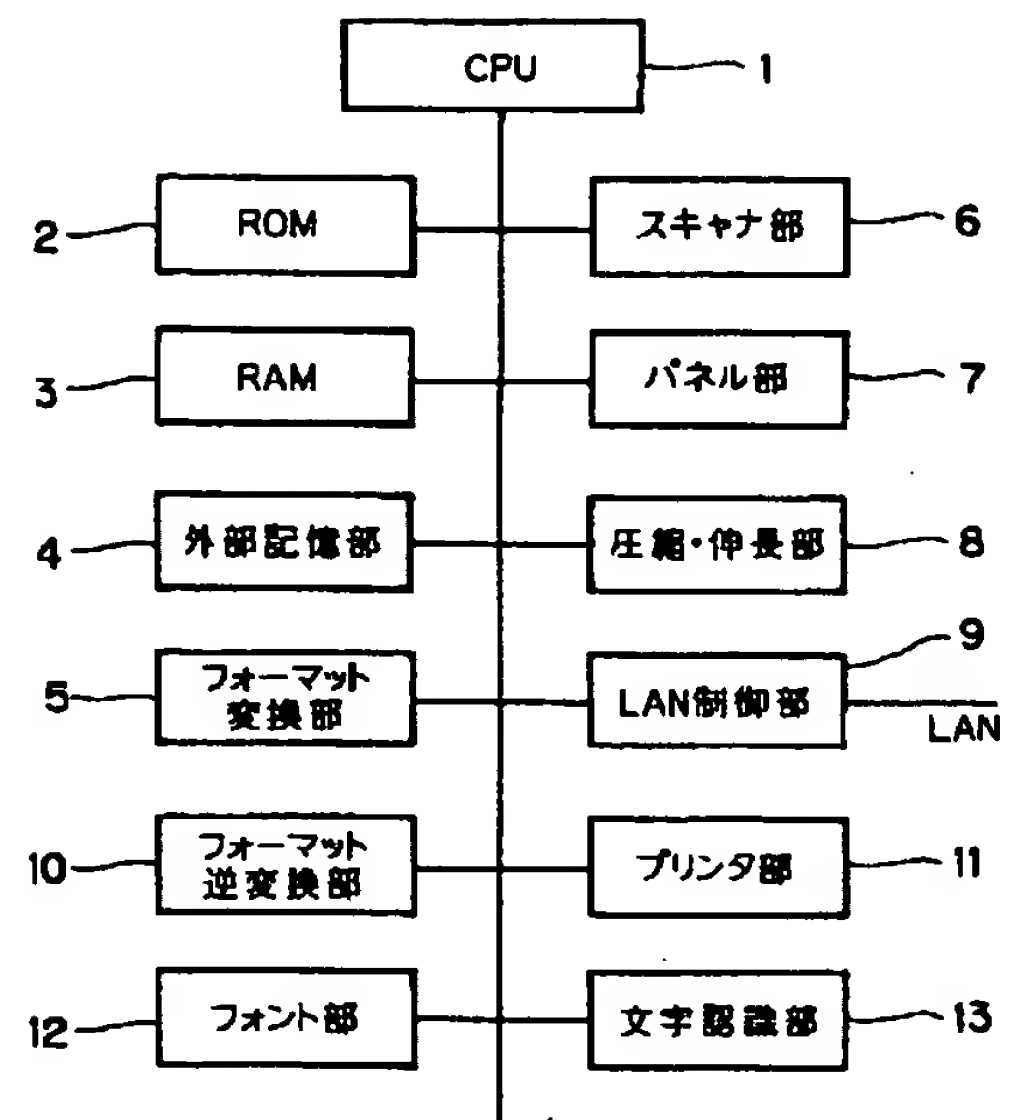 CPU
1
2
ROM
スキャナ部
6
3
RAM
パネル部
7
4
外部記憶部
圧縮・伸長部
8
5
フォーマット
変換部
LAN制御部
9
LAN
10
フォーマット
逆変換部
プリンタ部
11
12
フォント部
文字認識部
13